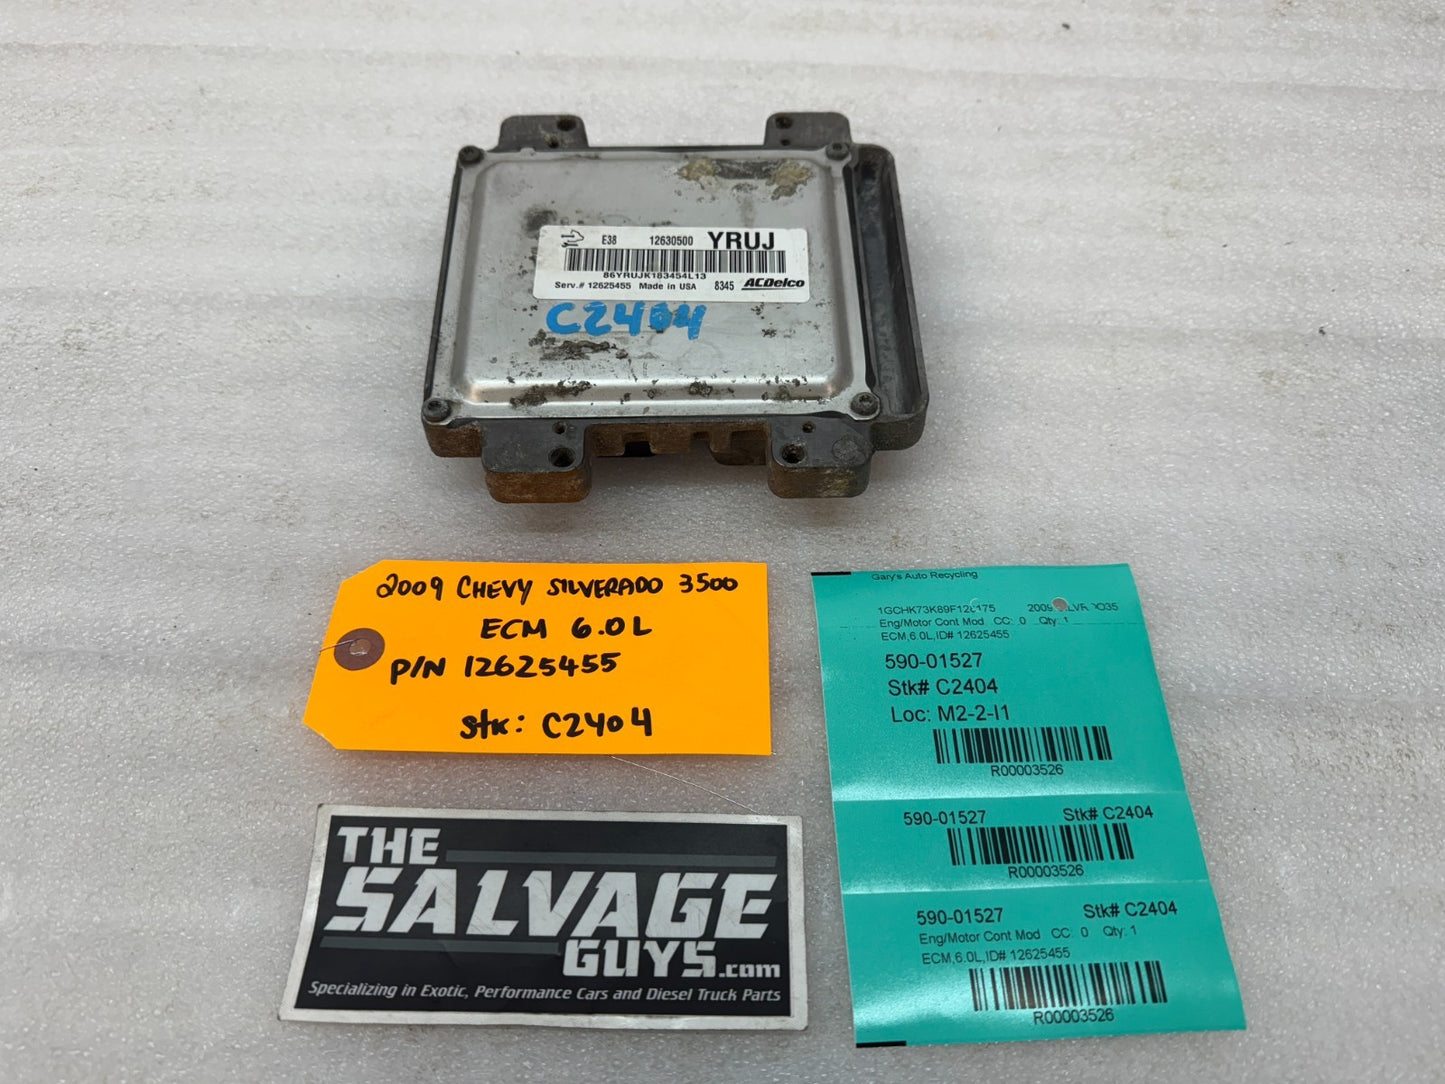 E38 12630500 YRUJ
86YRUJK183454L13
Serv.# 12625455 Made in USA 8345 ACDelco
C2404
2009 CHEVY SILVERADO 3500
ECM 6.0L
P/N 12625455
Stk: C2404
THE
SALVAGE
GUYS.com
Specializing in Exotic, Performance Cars and Diesel Truck Parts
Gary's Auto Recycling
2009
Eng/Motor Cont Mod CC: 0 Qty: 1
ECM,6.0L,ID# 12625455
590-01527
Stk# C2404
Loc: M2-2-I1
R00003526
590-01527 Stk# C2404
R00003526
590-01527 Stk# C2404
Eng/Motor Cont Mod CC: 0 Qty: 1
ECM,6.0L,ID# 12625455
R00003526